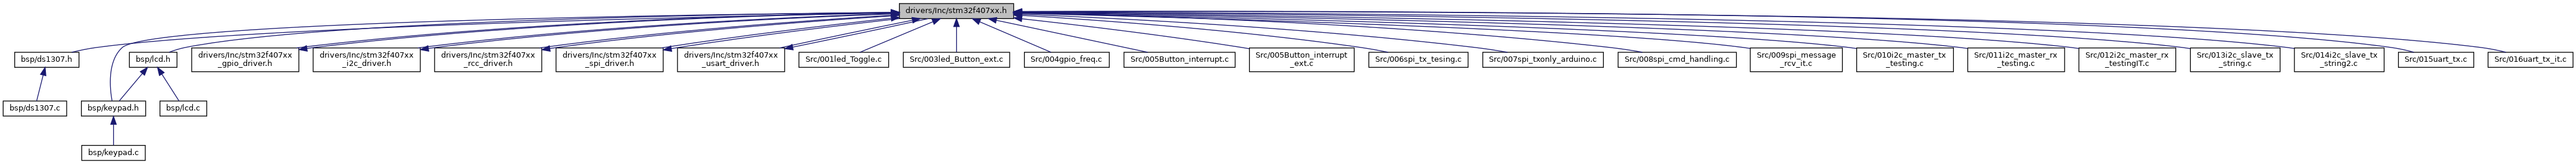 drivers/Inc/stm32f407xx.h
bsp/ds1307.h
bsp/lcd.h
drivers/Inc/stm32f407xx
_gpio_driver.h
drivers/Inc/stm32f407xx
_i2c_driver.h
drivers/Inc/stm32f407xx
_rcc_driver.h
drivers/Inc/stm32f407xx
_spi_driver.h
drivers/Inc/stm32f407xx
_usart_driver.h
Src/001led_Toggle.c
Src/003led_Button_ext.c
Src/004gpio_freq.c
Src/005Button_interrupt.c
Src/005Button_interrupt
_ext.c
Src/006spi_tx_tesing.c
Src/007spi_txonly_arduino.c
Src/008spi_cmd_handling.c
Src/009spi_message
_rcv_it.c
Src/010i2c_master_tx
_testing.c
Src/011i2c_master_rx
_testing.c
Src/012i2c_master_rx
_testingIT.c
Src/013i2c_slave_tx
_string.c
Src/014i2c_slave_tx
_string2.c
Src/015uart_tx.c
Src/016uart_tx_it.c
bsp/ds1307.c
bsp/keypad.h
bsp/lcd.c
bsp/keypad.c